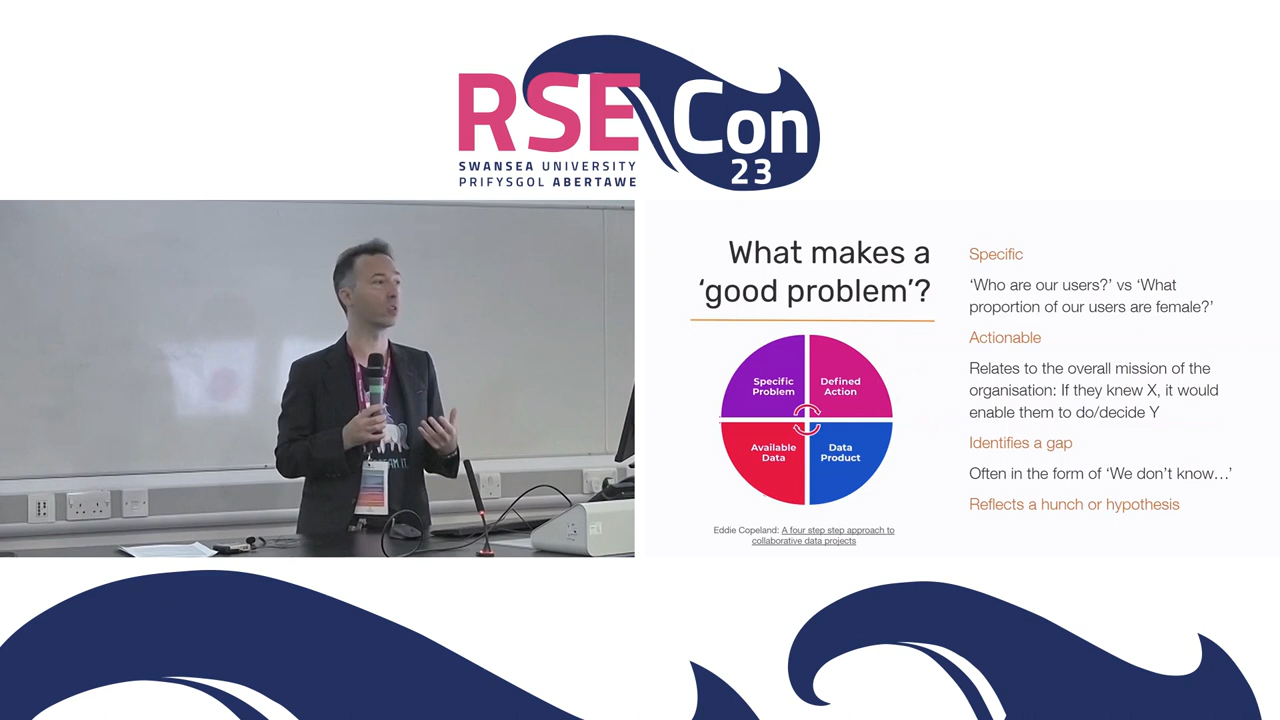 RSE Con
23
SWANSEA UNIVERSITY
PRIFYSGOL ABERTAWE
What makes a
‘good problem’?
Specific
Problem
Defined
Action
Available
Data
Data
Product
Eddie Copeland: A four step step approach to
collaborative data projects
Specific
‘Who are our users?’ vs ‘What
proportion of our users are female?’
Actionable
Relates to the overall mission of the
organisation: If they knew X, it would
enable them to do/decide Y
Identifies a gap
Often in the form of ‘We don’t know…’
Reflects a hunch or hypothesis